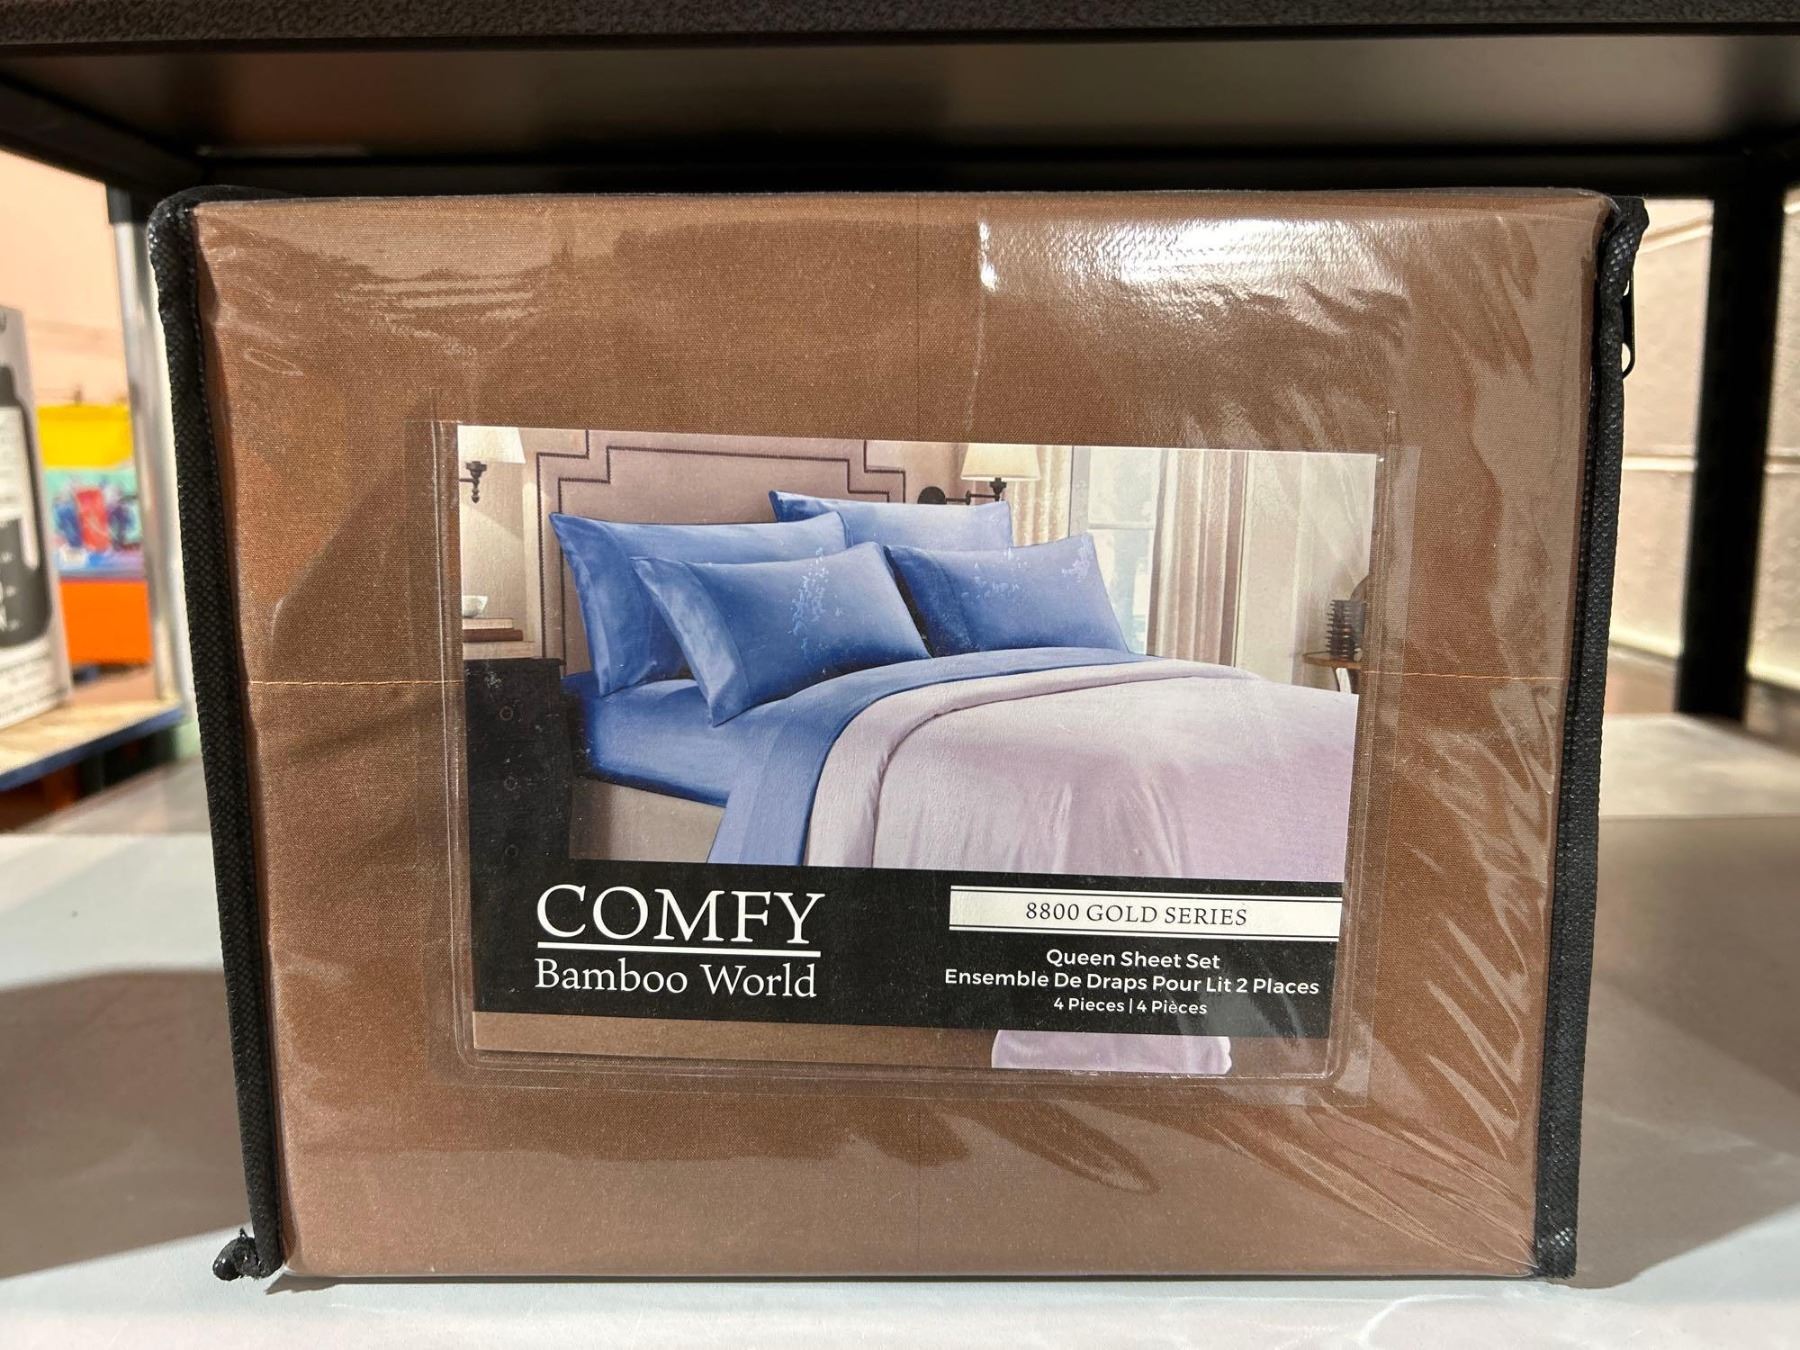 COMFY
Bamboo World
8800 GOLD SERIES
Queen Sheet Set
Ensemble De Draps Pour Lit 2 Places
4 Pieces | 4 Pièces